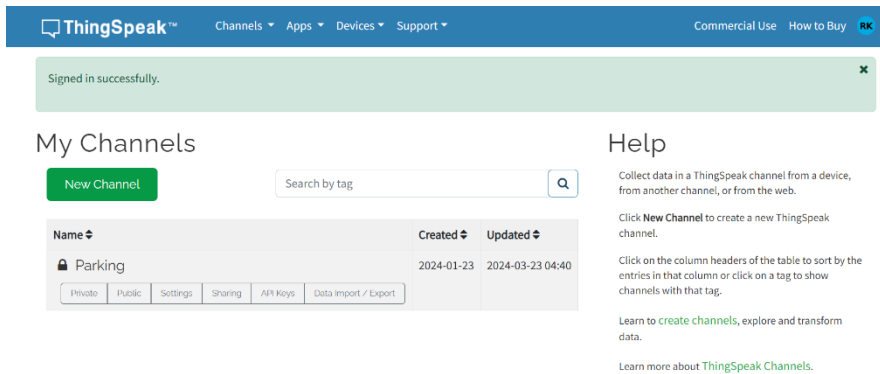 ThingSpeak™ Channels Apps Devices Support Commercial Use How to Buy RK
Signed in successfully.
My Channels
New Channel Search by tag
Name Created Updated
Parking 2024-01-23 2024-03-23 04:40
Private Public Settings Sharing API Keys Data Import / Export
Help
Collect data in a ThingSpeak channel from a device,
from another channel, or from the web.
Click New Channel to create a new ThingSpeak
channel.
Click on the column headers of the table to sort by the
entries in that column or click on a tag to show
channels with that tag.
Learn to create channels, explore and transform
data.
Learn more about ThingSpeak Channels.